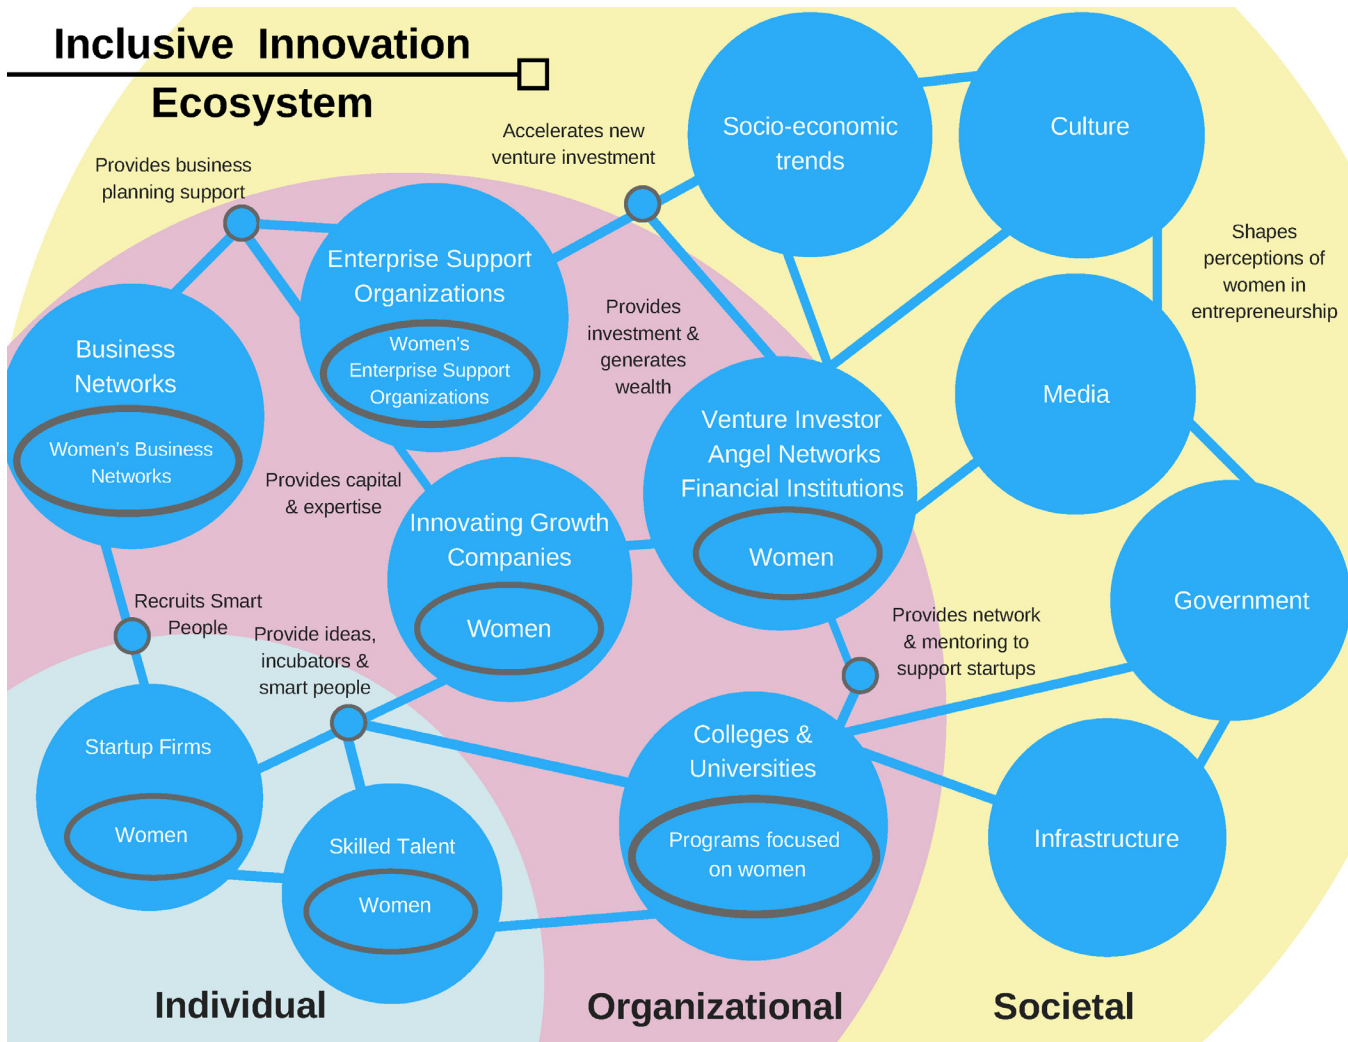 Inclusive Innovation
Ecosystem
Provides business
planning support
Accelerates new
venture investment
Socio-economic
trends
Culture
Shapes
perceptions of
women in
entrepreneurship
Enterprise Support
Organizations
Women's
Enterprise Support
Organizations
Provides
investment &
generates
wealth
Business
Networks
Women's Business
Networks
Media
Venture Investor
Angel Networks
Financial Institutions
Women
Provides capital
& expertise
Innovating Growth
Companies
Women
Government
Recruits Smart
People
Provide ideas,
incubators &
smart people
Provides network
& mentoring to
support startups
Startup Firms
Women
Colleges &
Universities
Programs focused
on women
Skilled Talent
Women
Infrastructure
Individual
Organizational
Societal